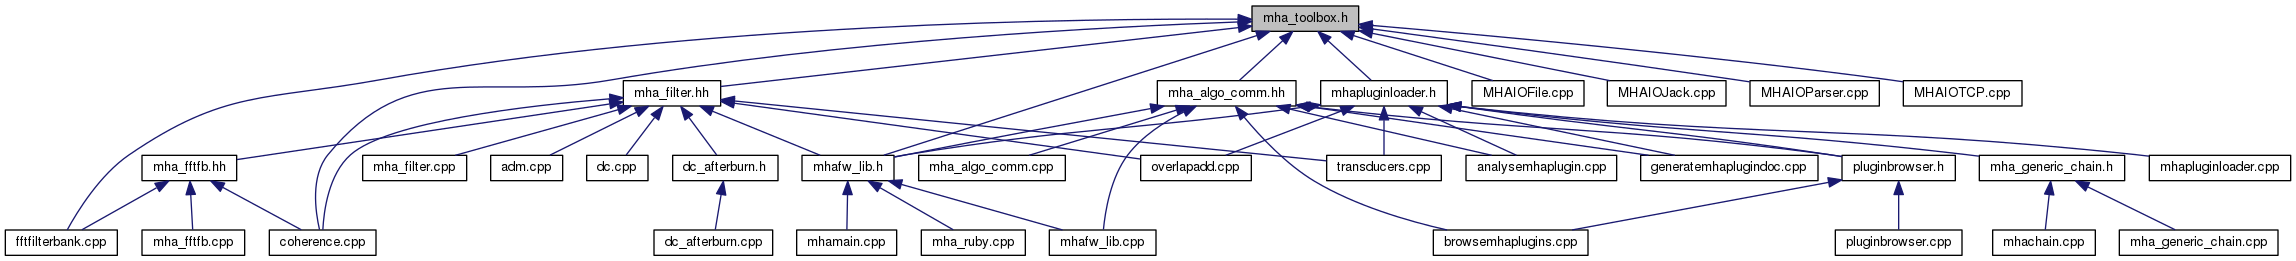 mha_toolbox.h
mha_filter.hh
mha_algo_comm.hh
mhapluginloader.h
MHAIOFile.cpp
MHAIOJack.cpp
MHAIOParser.cpp
MHAIOTCP.cpp
mha_fftfb.hh
mha_filter.cpp
adm.cpp
dc.cpp
dc_afterburn.h
mhafw_lib.h
mha_algo_comm.cpp
overlapadd.cpp
transducers.cpp
analysemhaplugin.cpp
generatemhaplugindoc.cpp
pluginbrowser.h
mha_generic_chain.h
mhapluginloader.cpp
fftfilterbank.cpp
mha_fftfb.cpp
coherence.cpp
dc_afterburn.cpp
mhamain.cpp
mha_ruby.cpp
mhafw_lib.cpp
browsemhaplugins.cpp
pluginbrowser.cpp
mhachain.cpp
mha_generic_chain.cpp